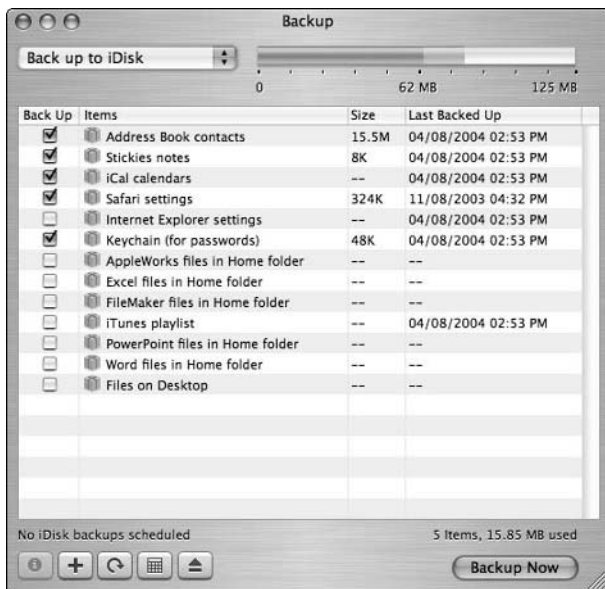 Backup
Back up to iDisk
0 62 MB 125 MB
Back Up Items Size Last Backed Up
Address Book contacts 15.5M 04/08/2004 02:53 PM
Stickies notes 8K 04/08/2004 02:53 PM
iCal calendars -- 04/08/2004 02:53 PM
Safari settings 324K 11/08/2003 04:32 PM
Internet Explorer settings -- 04/08/2004 02:53 PM
Keychain (for passwords) 48K 04/08/2004 02:53 PM
AppleWorks files in Home folder -- --
Excel files in Home folder -- --
FileMaker files in Home folder -- --
iTunes playlist -- 04/08/2004 02:53 PM
PowerPoint files in Home folder -- --
Word files in Home folder -- --
Files on Desktop -- --
No iDisk backups scheduled 5 Items, 15.85 MB used
Backup Now